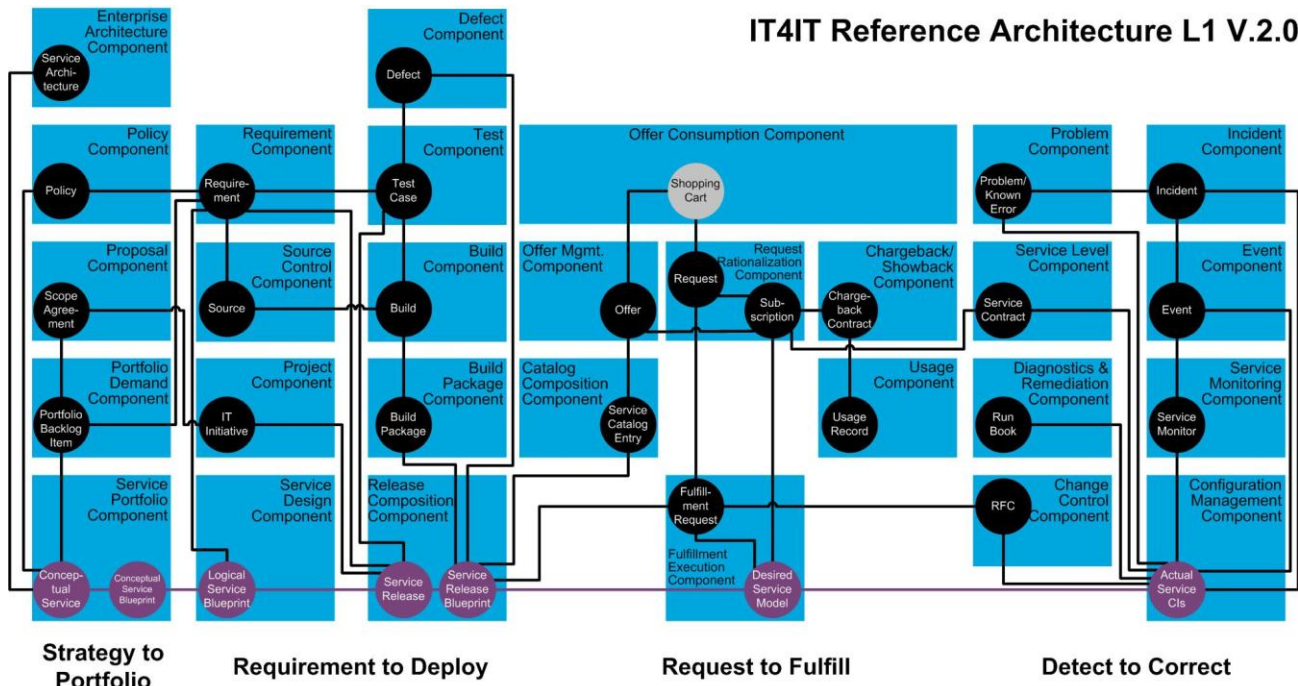 IT4IT Reference Architecture L1 V.2.0
Enterprise
Architecture
Component
Service
Archi-
tecture
Defect
Component
Defect
Policy
Component
Policy
Requirement
Component
Require-
ment
Test
Component
Test
Case
Offer Consumption Component
Shopping
Cart
Problem
Component
Problem/
Known
Error
Incident
Component
Incident
Proposal
Component
Scope
Agree-
ment
Source
Control
Component
Source
Build
Component
Build
Offer Mgmt.
Component
Offer
Request
Rationalization
Component
Request
Sub-
scription
Chargeback/
Showback
Component
Charge-
back
Contract
Service Level
Component
Service
Contract
Event
Component
Event
Portfolio
Demand
Component
Portfolio
Backlog
Item
Project
Component
IT
Initiative
Build
Package
Component
Build
Package
Catalog
Composition
Component
Service
Catalog
Entry
Usage
Component
Usage
Record
Diagnostics &
Remediation
Component
Run
Book
Service
Monitoring
Component
Service
Monitor
Service
Portfolio
Component
Concep-
tual
Service
Conceptual
Service
Blueprint
Service
Design
Component
Logical
Service
Blueprint
Release
Composition
Component
Service
Release
Service
Release
Blueprint
Fulfill-
ment
Request
Fulfillment
Execution
Component
Desired
Service
Model
Change
Control
Component
RFC
Configuration
Management
Component
Actual
Service
CIs
Strategy to
Portfolio
Requirement to Deploy
Request to Fulfill
Detect to Correct